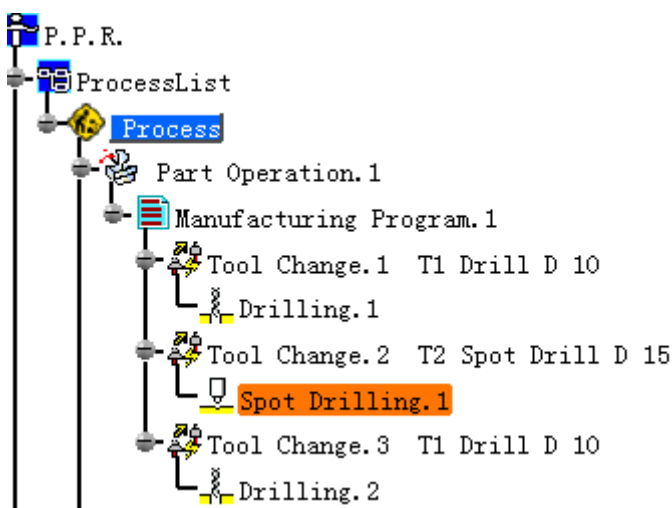 P.P.R.
ProcessList
Process
Part Operation.1
Manufacturing Program.1
Tool Change.1  T1 Drill D 10
Drilling.1
Tool Change.2  T2 Spot Drill D 15
Spot Drilling.1
Tool Change.3  T1 Drill D 10
Drilling.2